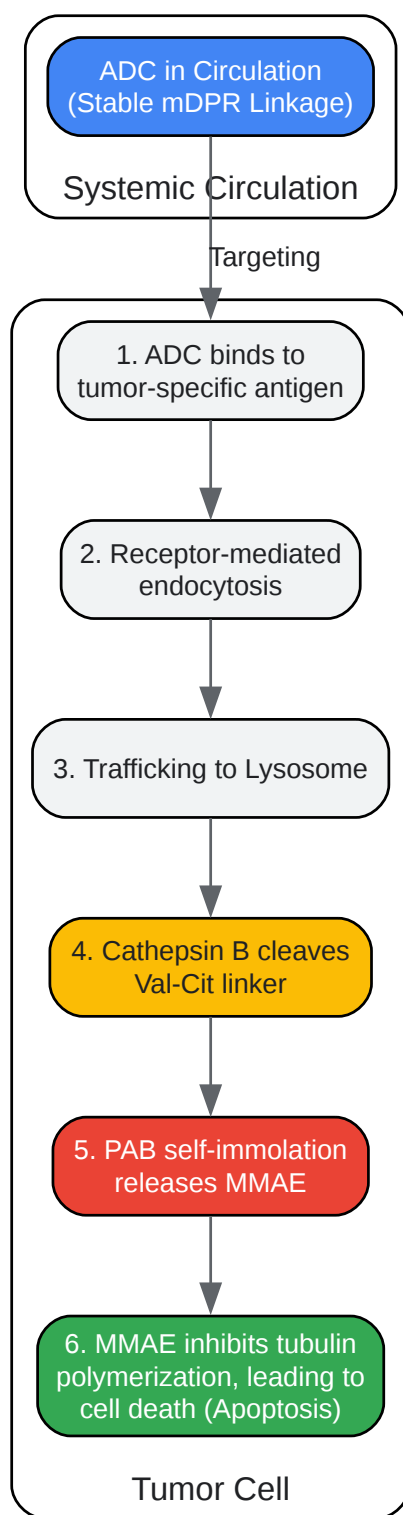 ADC in Circulation
(Stable mDPR Linkage)
Systemic Circulation
Targeting
1. ADC binds to
tumor-specific antigen
2. Receptor-mediated
endocytosis
3. Trafficking to Lysosome
4. Cathepsin B cleaves
Val-Cit linker
5. PAB self-immolation
releases MMAE
6. MMAE inhibits tubulin
polymerization, leading to
cell death (Apoptosis)
Tumor Cell